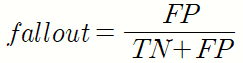 fallout = FP / TN+FP